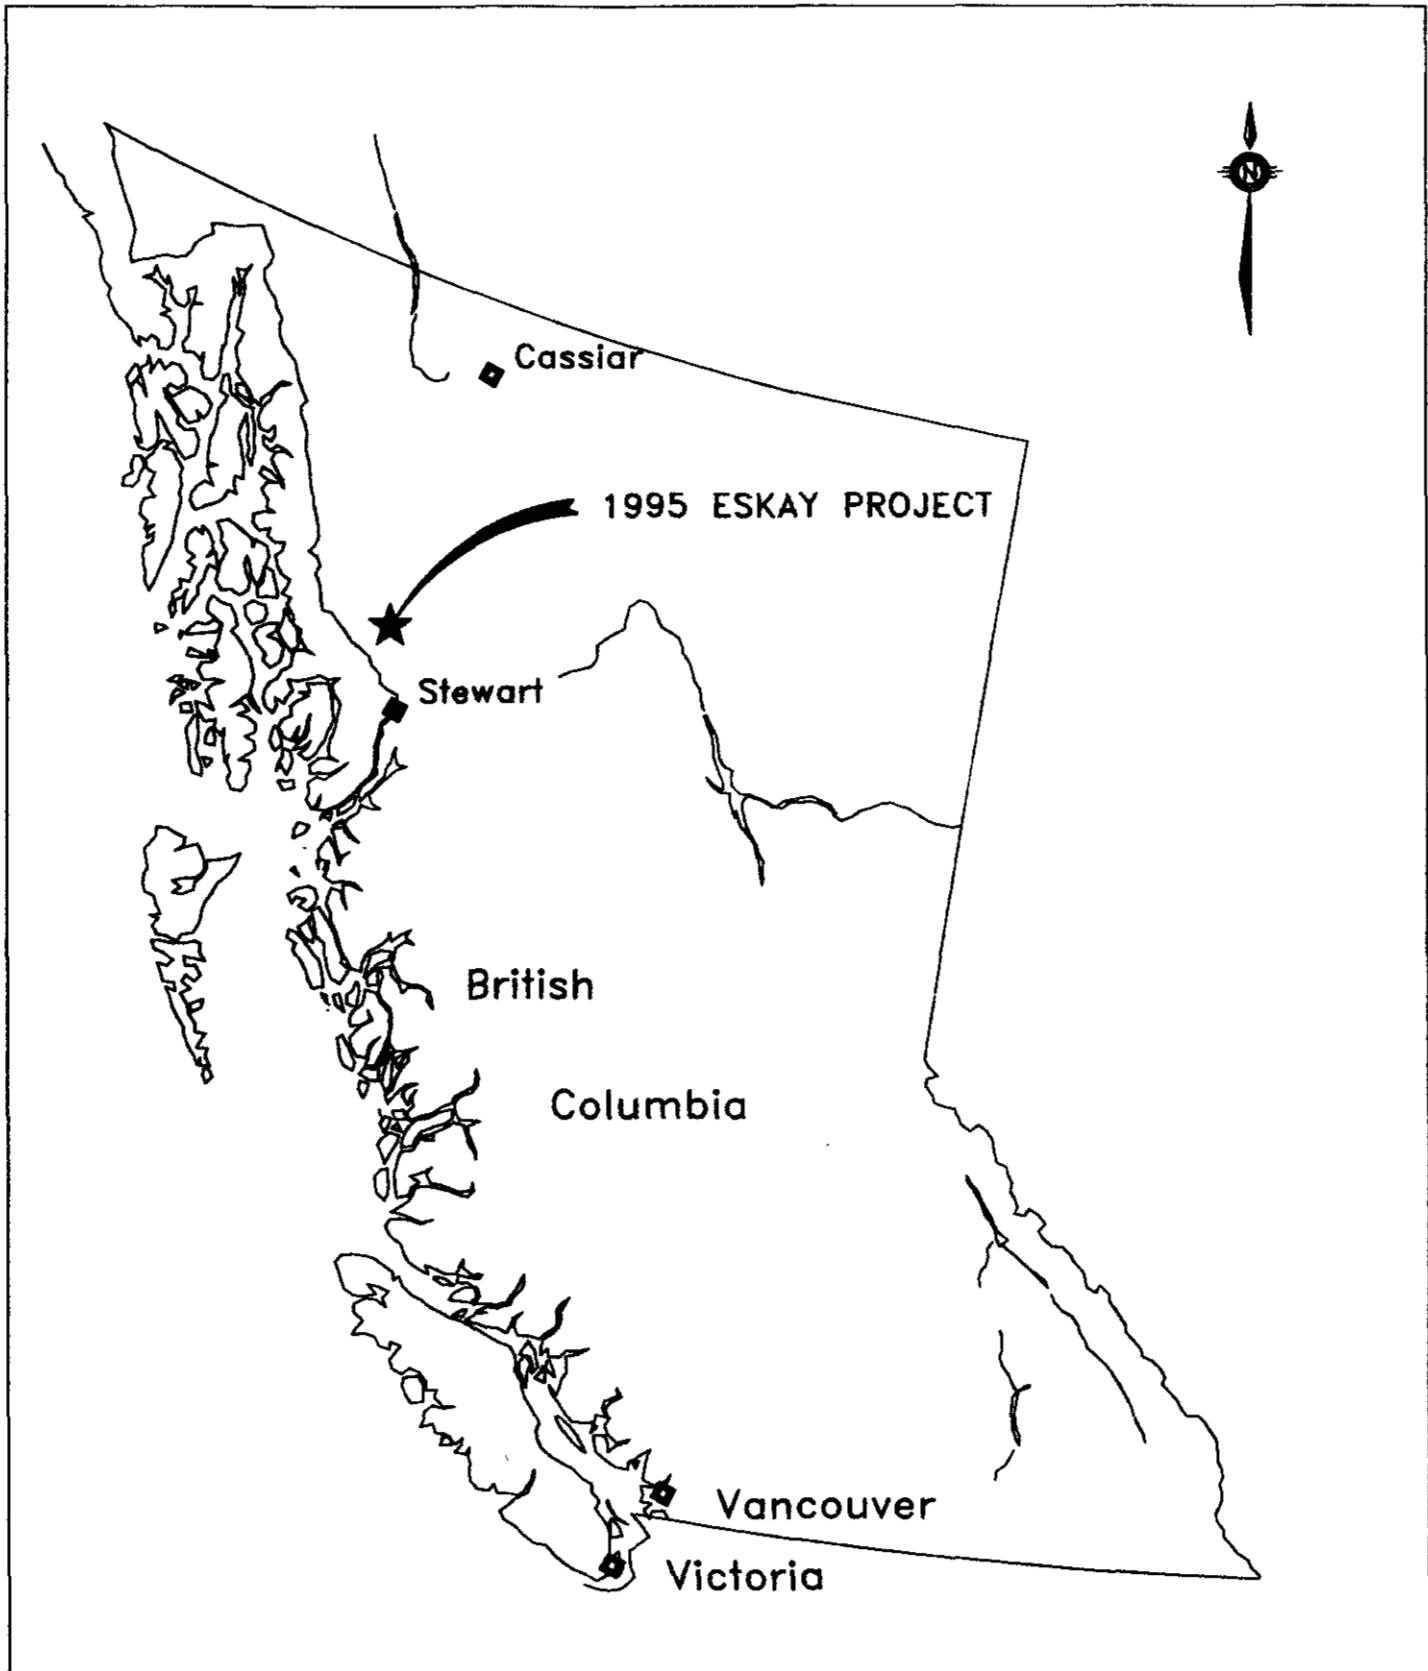 N
Cassiar
1995 ESKAY PROJECT
Stewart
British
Columbia
Vancouver
Victoria